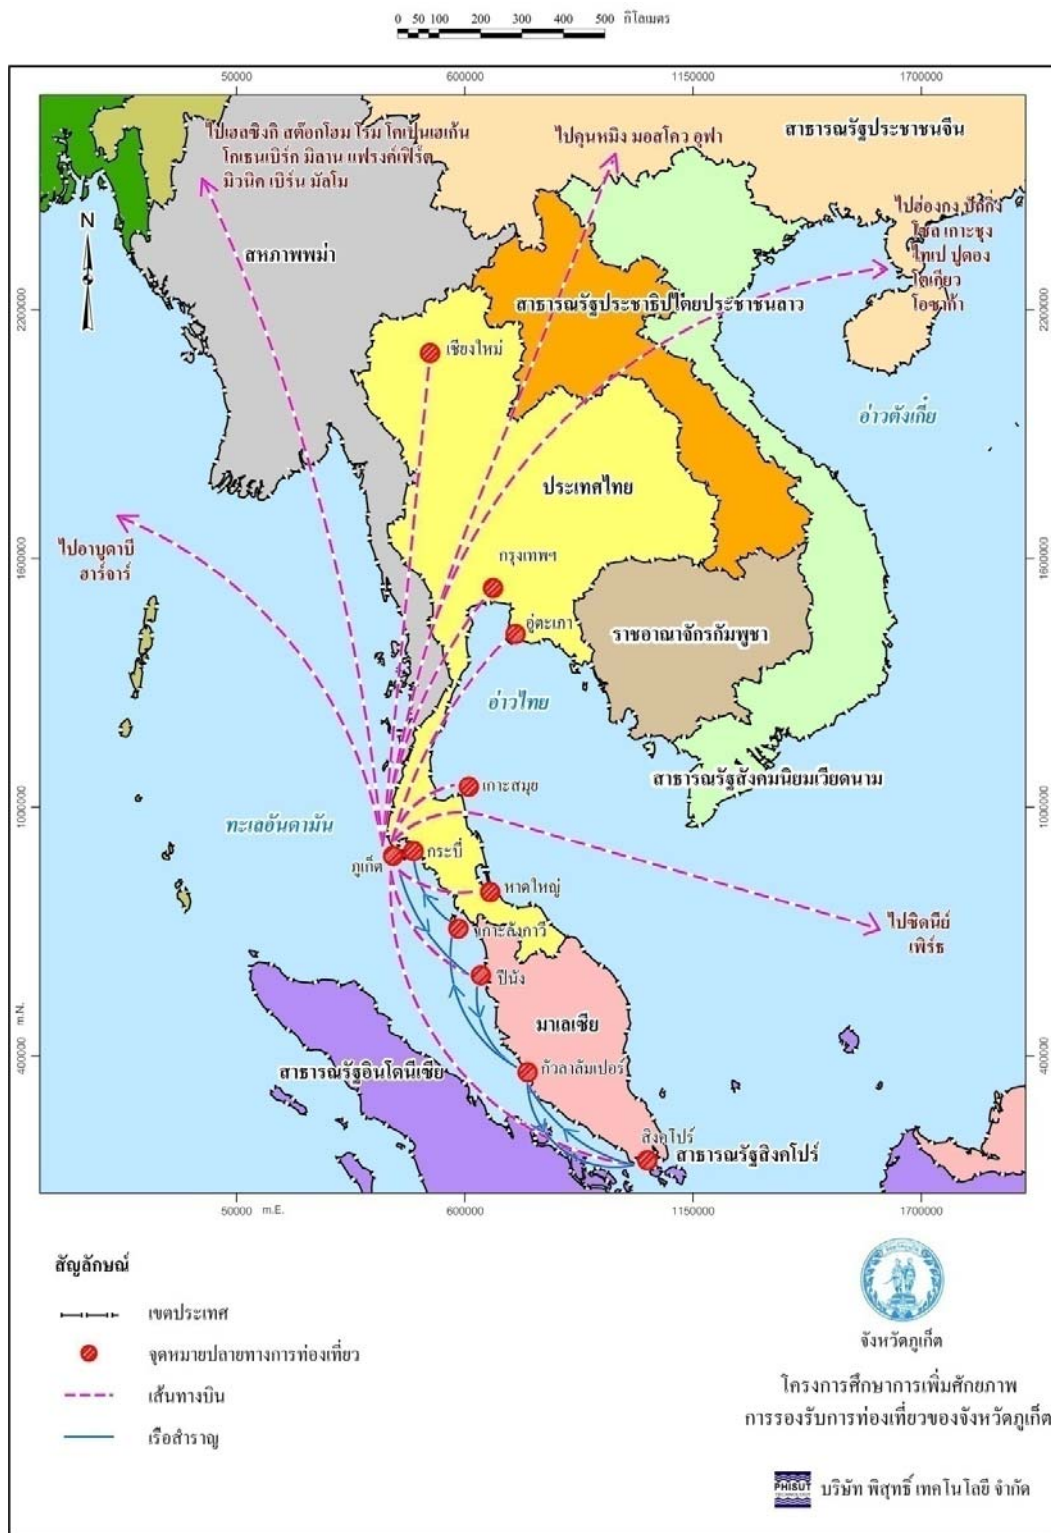 0 50 100 200 300 400 500 กิโลเมตร
50000 600000 1150000 1700000
สาธารณรัฐประชาชนจีน
ไปเฮลซิงกิ สต๊อกโฮม โรม โคเปนเฮเก้น
โกเธนเบิร์ก มิลาน แฟรงค์เฟิร์ต
มิวนิค เบิร์น มัลโม
ไปคุนหมิง มอสโคว อุฟา
ไปฮ่องกง ปักกิ่ง
โซล เกาะชุง
ไทเป ปูดอง
โตเกียว
โอซาก้า
N
สหภาพพม่า
สาธารณรัฐประชาธิปไตยประชาชนลาว
2200000
2200000
เชียงใหม่
อ่าวตังเกี๋ย
ประเทศไทย
ไปอาบูดาบี
ฮาร์จาร์
1600000
1600000
กรุงเทพฯ
อู่ตะเภา
ราชอาณาจักรกัมพูชา
อ่าวไทย
สาธารณรัฐสังคมนิยมเวียดนาม
เกาะสมุย
1000000
1000000
ทะเลอันดามัน
กระบี่
ภูเก็ต
หาดใหญ่
เกาะลังกาวี
ไปซิดนีย์
เพิร์ธ
ปีนัง
m.N.
มาเลเซีย
400000
400000
สาธารณรัฐอินโดนีเซีย
กัวลาลัมเปอร์
สิงคโปร์
สาธารณรัฐสิงคโปร์
50000 m.E. 600000 1150000 1700000
สัญลักษณ์
เขตประเทศ
จุดหมายปลายทางการท่องเที่ยว
เส้นทางบิน
เรือสำราญ
จังหวัดภูเก็ต
โครงการศึกษาการเพิ่มศักยภาพ
การรองรับการท่องเที่ยวของจังหวัดภูเก็ต
PHISUT
บริษัท พิสุทธิ์ เทคโนโลยี จำกัด